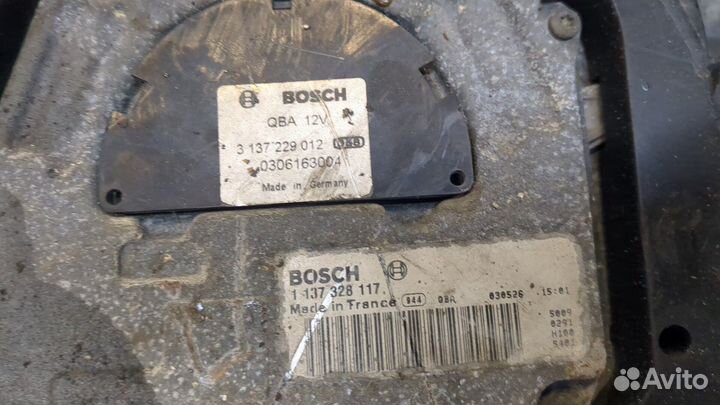 BOSCH
QBA 12V
3 137 229 012
0306163004
Made in Germany
BOSCH
1 137 328 117
Made in France 944 QBA 030526 15:01
5009
0291
H100
5401
Avito